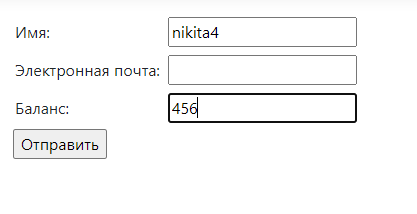 Имя: nikita4
Электронная почта:
Баланс: 456
Отправить